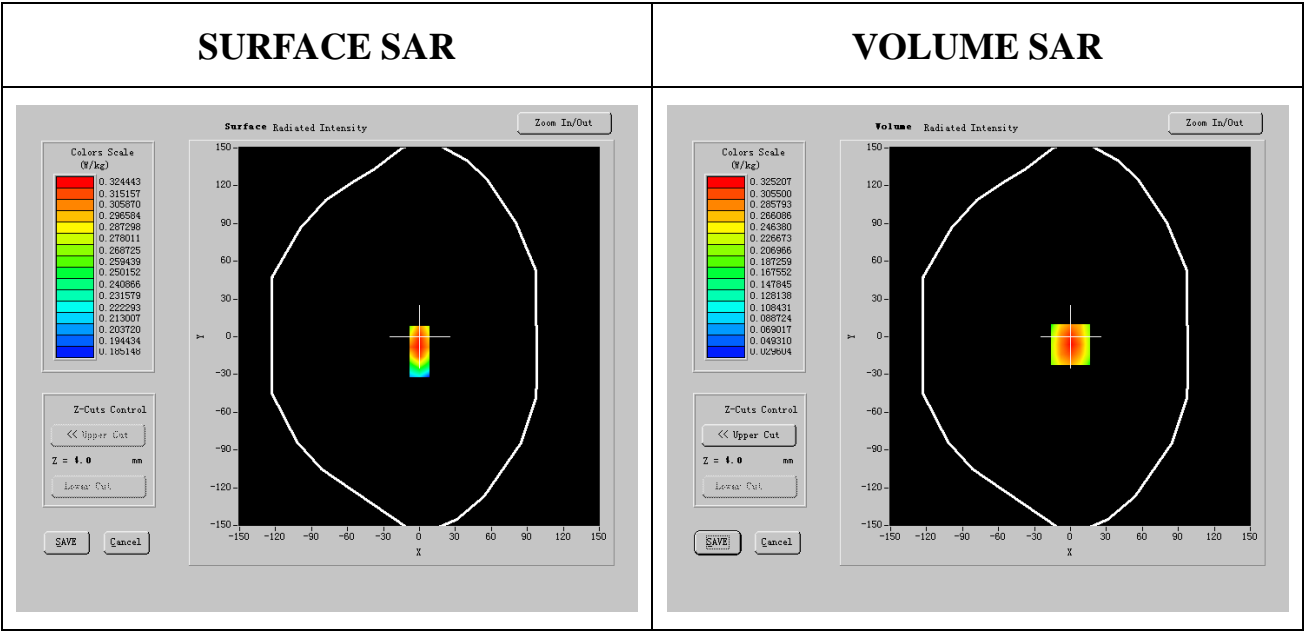 SURFACE SAR
Surface Radiated Intensity
Zoom In/Out
Colors Scale
(W/kg)
0.324443
0.315157
0.305870
0.296584
0.287298
0.278011
0.268725
0.259439
0.250152
0.240866
0.231579
0.222293
0.213007
0.203720
0.194434
0.185148
Z-Cuts Control
<< Upper Cut
Z = 4.0 mm
Lower Cut
SAVE Cancel
150
120
90
60
30
0
-30
-60
-90
-120
-150
Y
-150 -120 -90 -60 -30 0 30 60 90 120 150
X
VOLUME SAR
Volume Radiated Intensity
Zoom In/Out
Colors Scale
(W/kg)
0.325207
0.305500
0.285793
0.266086
0.246380
0.226673
0.206966
0.187259
0.167552
0.147845
0.128138
0.108431
0.088724
0.069017
0.049310
0.029604
Z-Cuts Control
<< Upper Cut
Z = 4.0 mm
Lower Cut
SAVE Cancel
150
120
90
60
30
0
-30
-60
-90
-120
-150
Y
-150 -120 -90 -60 -30 0 30 60 90 120 150
X